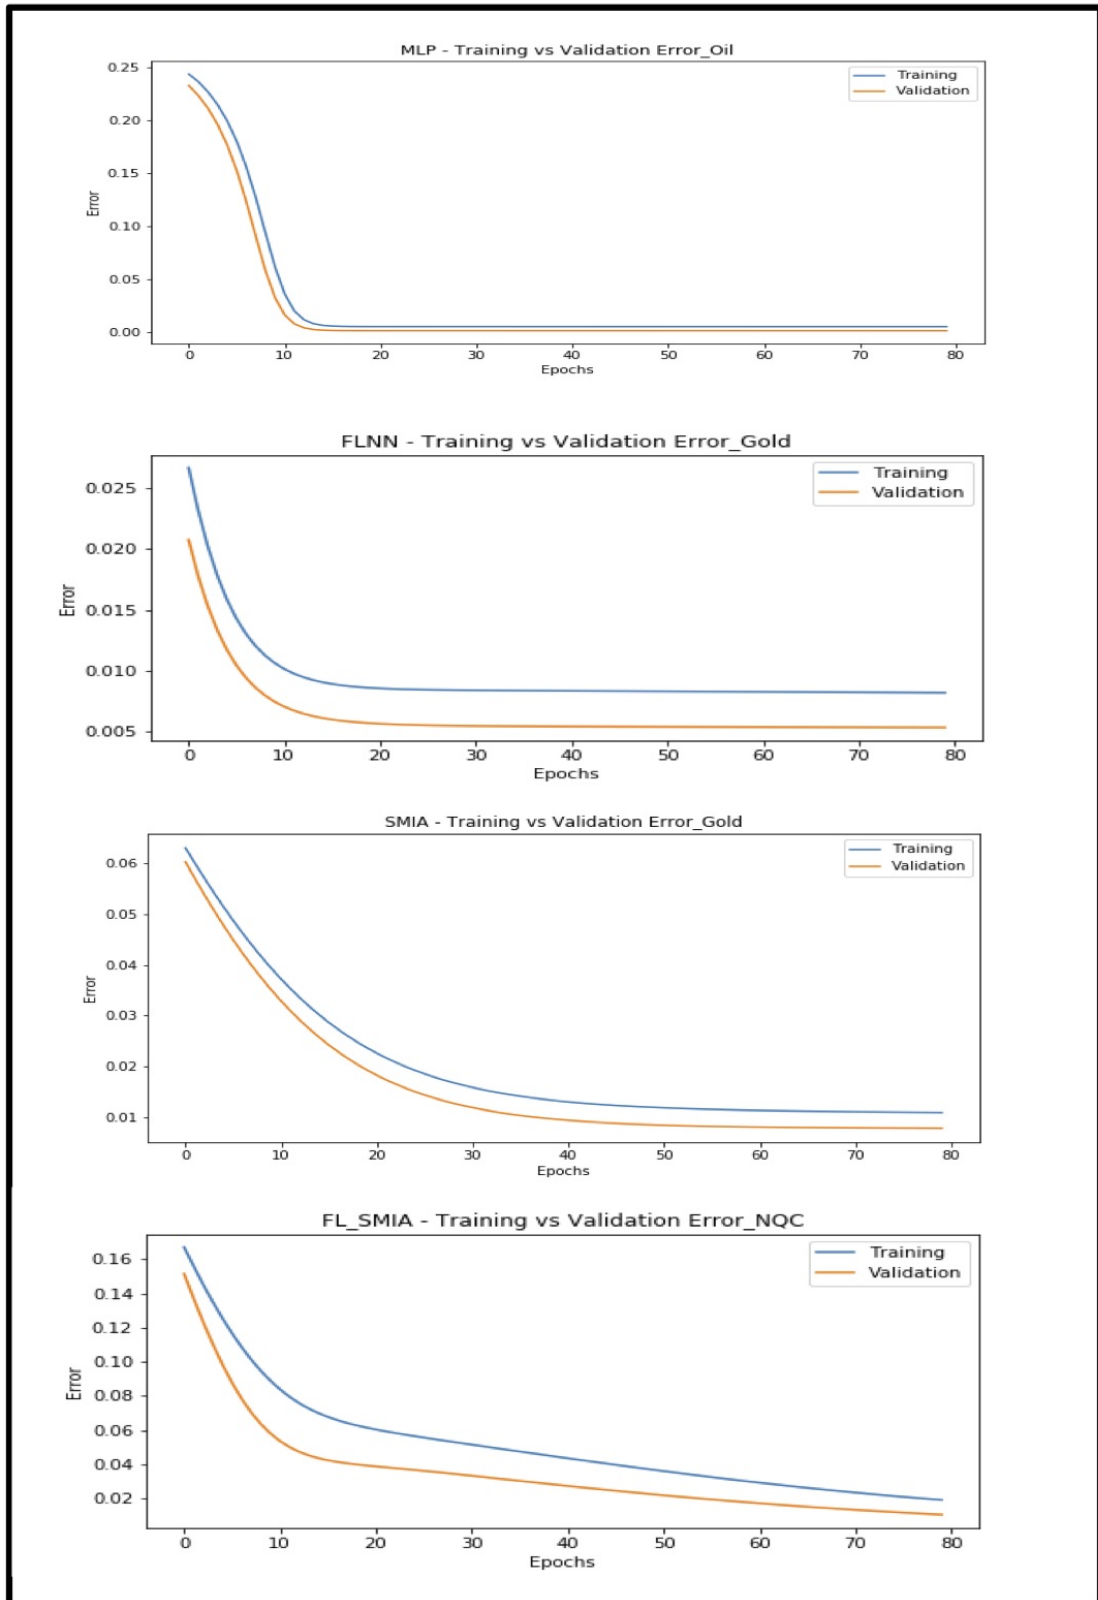 MLP - Training vs Validation Error_Oil
Training
Validation
0.25
0.20
0.15
0.10
0.05
0.00
Error
0 10 20 30 40 50 60 70 80
Epochs
FLNN - Training vs Validation Error_Gold
Training
Validation
0.025
0.020
0.015
0.010
0.005
Error
0 10 20 30 40 50 60 70 80
Epochs
SMIA - Training vs Validation Error_Gold
Training
Validation
0.06
0.05
0.04
0.03
0.02
0.01
Error
0 10 20 30 40 50 60 70 80
Epochs
FL_SMIA - Training vs Validation Error_NQC
Training
Validation
0.16
0.14
0.12
0.10
0.08
0.06
0.04
0.02
Error
0 10 20 30 40 50 60 70 80
Epochs